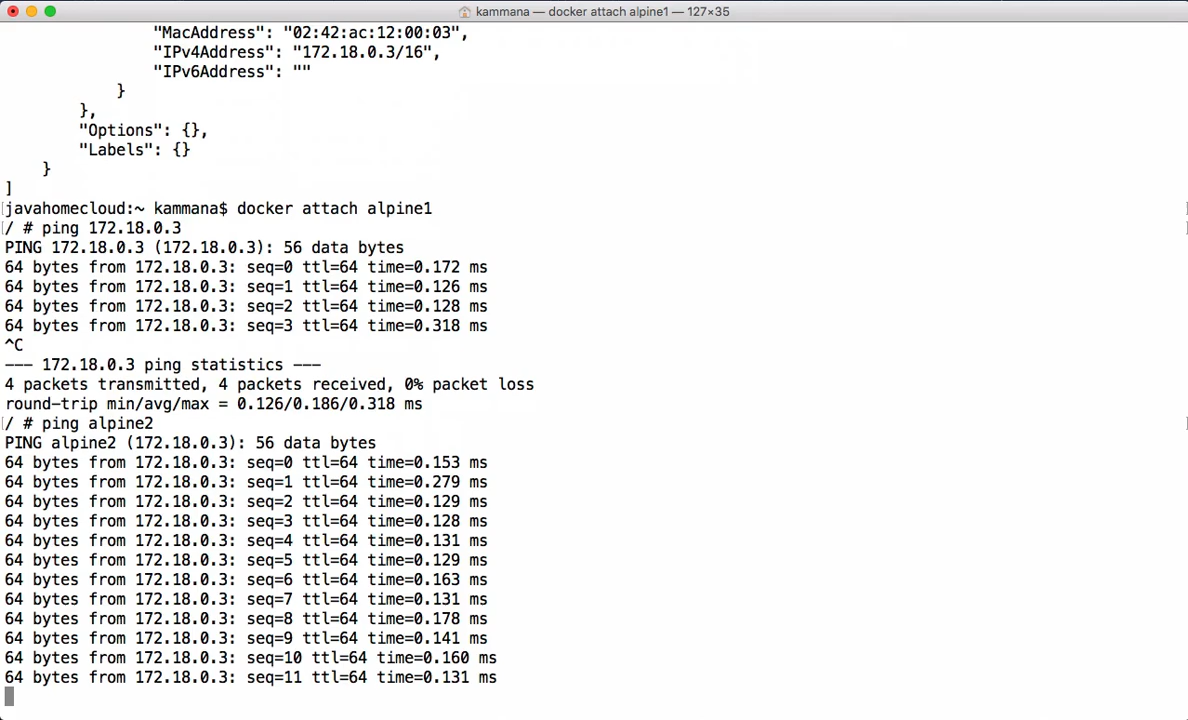 kammana — docker attach alpine1 — 127×35
"MacAddress": "02:42:ac:12:00:03",
"IPv4Address": "172.18.0.3/16",
"IPv6Address": ""
}
},
"Options": {},
"Labels": {}
}
]
javahomecloud:~ kammana$ docker attach alpine1
/ # ping 172.18.0.3
PING 172.18.0.3 (172.18.0.3): 56 data bytes
64 bytes from 172.18.0.3: seq=0 ttl=64 time=0.172 ms
64 bytes from 172.18.0.3: seq=1 ttl=64 time=0.126 ms
64 bytes from 172.18.0.3: seq=2 ttl=64 time=0.128 ms
64 bytes from 172.18.0.3: seq=3 ttl=64 time=0.318 ms
^C
--- 172.18.0.3 ping statistics ---
4 packets transmitted, 4 packets received, 0% packet loss
round-trip min/avg/max = 0.126/0.186/0.318 ms
/ # ping alpine2
PING alpine2 (172.18.0.3): 56 data bytes
64 bytes from 172.18.0.3: seq=0 ttl=64 time=0.153 ms
64 bytes from 172.18.0.3: seq=1 ttl=64 time=0.279 ms
64 bytes from 172.18.0.3: seq=2 ttl=64 time=0.129 ms
64 bytes from 172.18.0.3: seq=3 ttl=64 time=0.128 ms
64 bytes from 172.18.0.3: seq=4 ttl=64 time=0.131 ms
64 bytes from 172.18.0.3: seq=5 ttl=64 time=0.129 ms
64 bytes from 172.18.0.3: seq=6 ttl=64 time=0.163 ms
64 bytes from 172.18.0.3: seq=7 ttl=64 time=0.131 ms
64 bytes from 172.18.0.3: seq=8 ttl=64 time=0.178 ms
64 bytes from 172.18.0.3: seq=9 ttl=64 time=0.141 ms
64 bytes from 172.18.0.3: seq=10 ttl=64 time=0.160 ms
64 bytes from 172.18.0.3: seq=11 ttl=64 time=0.131 ms